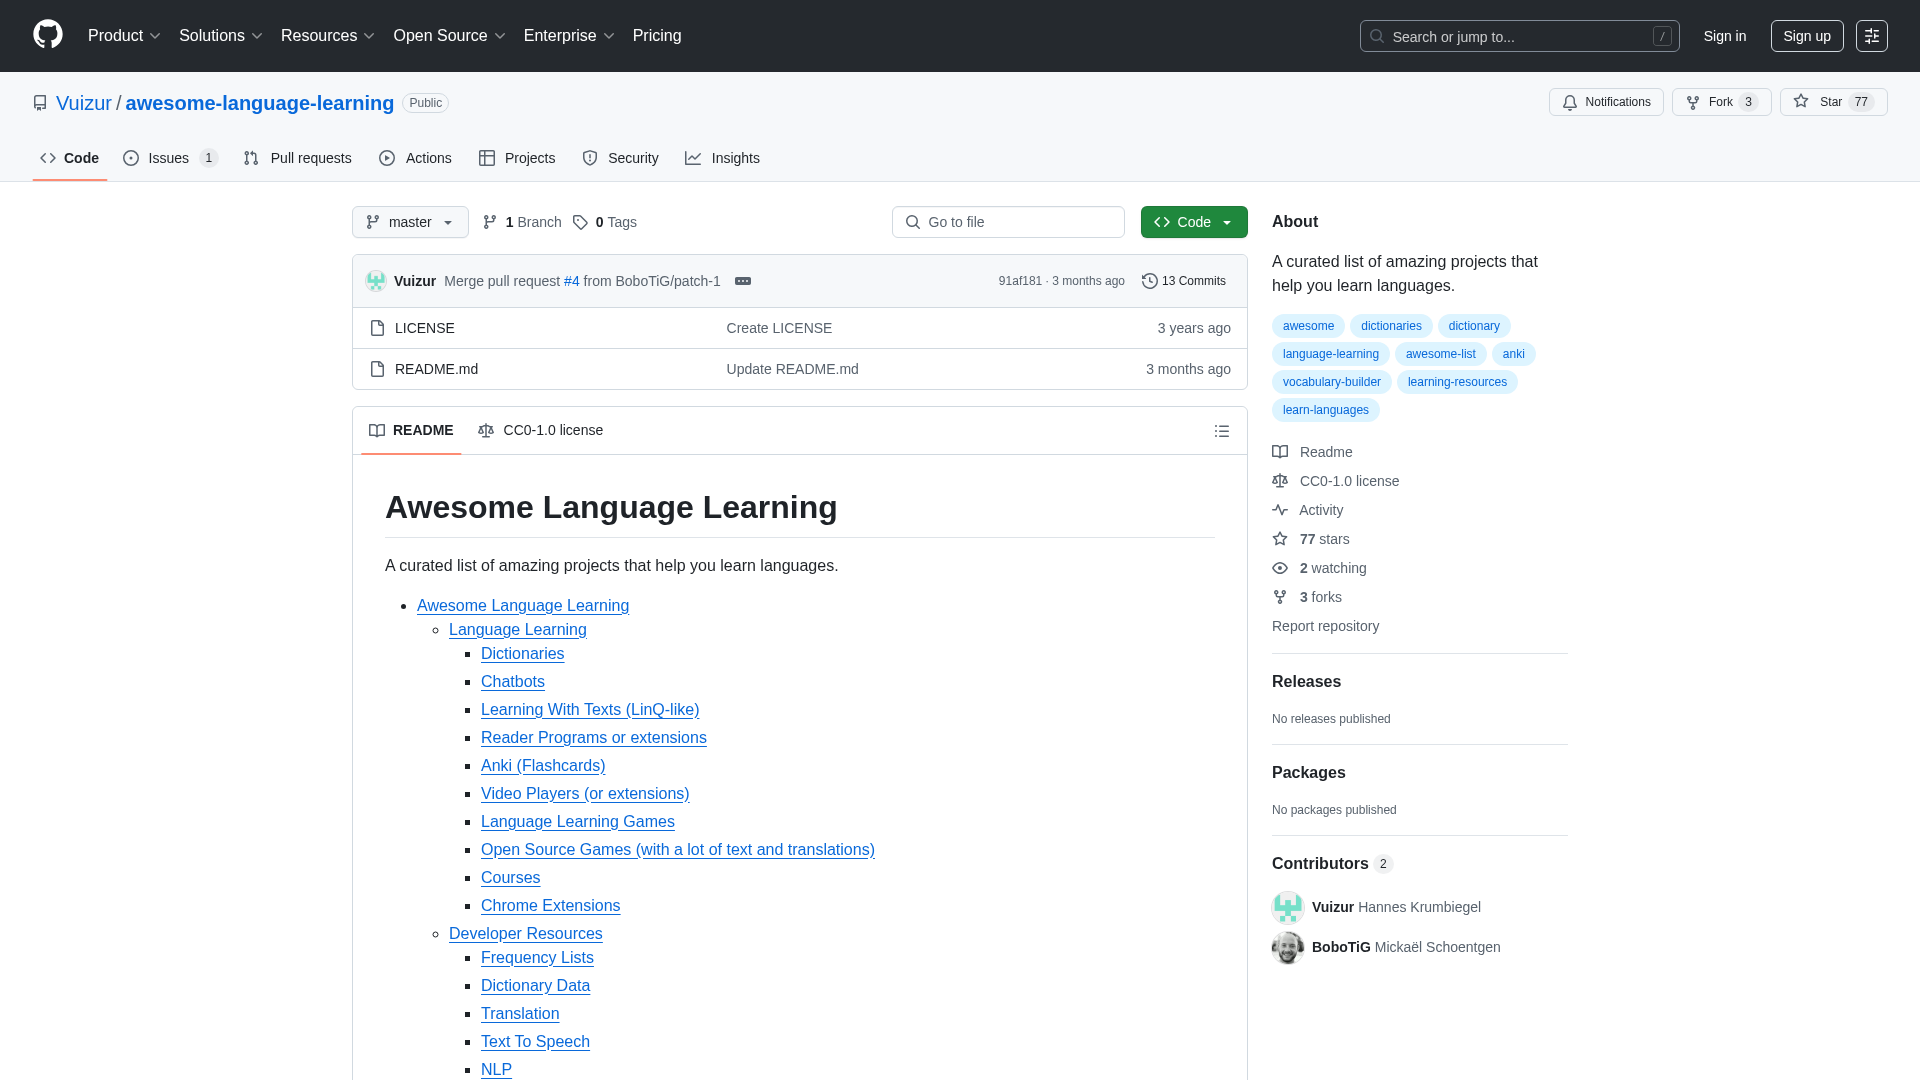 Product Solutions Resources Open Source Enterprise Pricing Search or jump to... / Sign in Sign up
Vuizur / awesome-language-learning Public Notifications Fork 3 Star 77
Code Issues 1 Pull requests Actions Projects Security Insights
master 1 Branch 0 Tags Go to file Code
Vuizur Merge pull request #4 from BoboTiG/patch-1 91af181 · 3 months ago 13 Commits
LICENSE Create LICENSE 3 years ago
README.md Update README.md 3 months ago
README CC0-1.0 license
Awesome Language Learning
A curated list of amazing projects that help you learn languages.
Awesome Language Learning
Language Learning
Dictionaries
Chatbots
Learning With Texts (LinQ-like)
Reader Programs or extensions
Anki (Flashcards)
Video Players (or extensions)
Language Learning Games
Open Source Games (with a lot of text and translations)
Courses
Chrome Extensions
Developer Resources
Frequency Lists
Dictionary Data
Translation
Text To Speech
NLP
About
A curated list of amazing projects that
help you learn languages.
awesome dictionaries dictionary
language-learning awesome-list anki
vocabulary-builder learning-resources
learn-languages
Readme
CC0-1.0 license
Activity
77 stars
2 watching
3 forks
Report repository
Releases
No releases published
Packages
No packages published
Contributors 2
Vuizur Hannes Krumbiegel
BoboTiG Mickaël Schoentgen